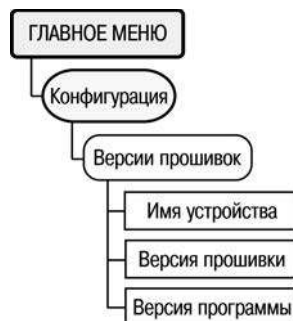 ГЛАВНОЕ МЕНЮ
Конфигурация
Версии прошивок
Имя устройства
Версия прошивки
Версия программы